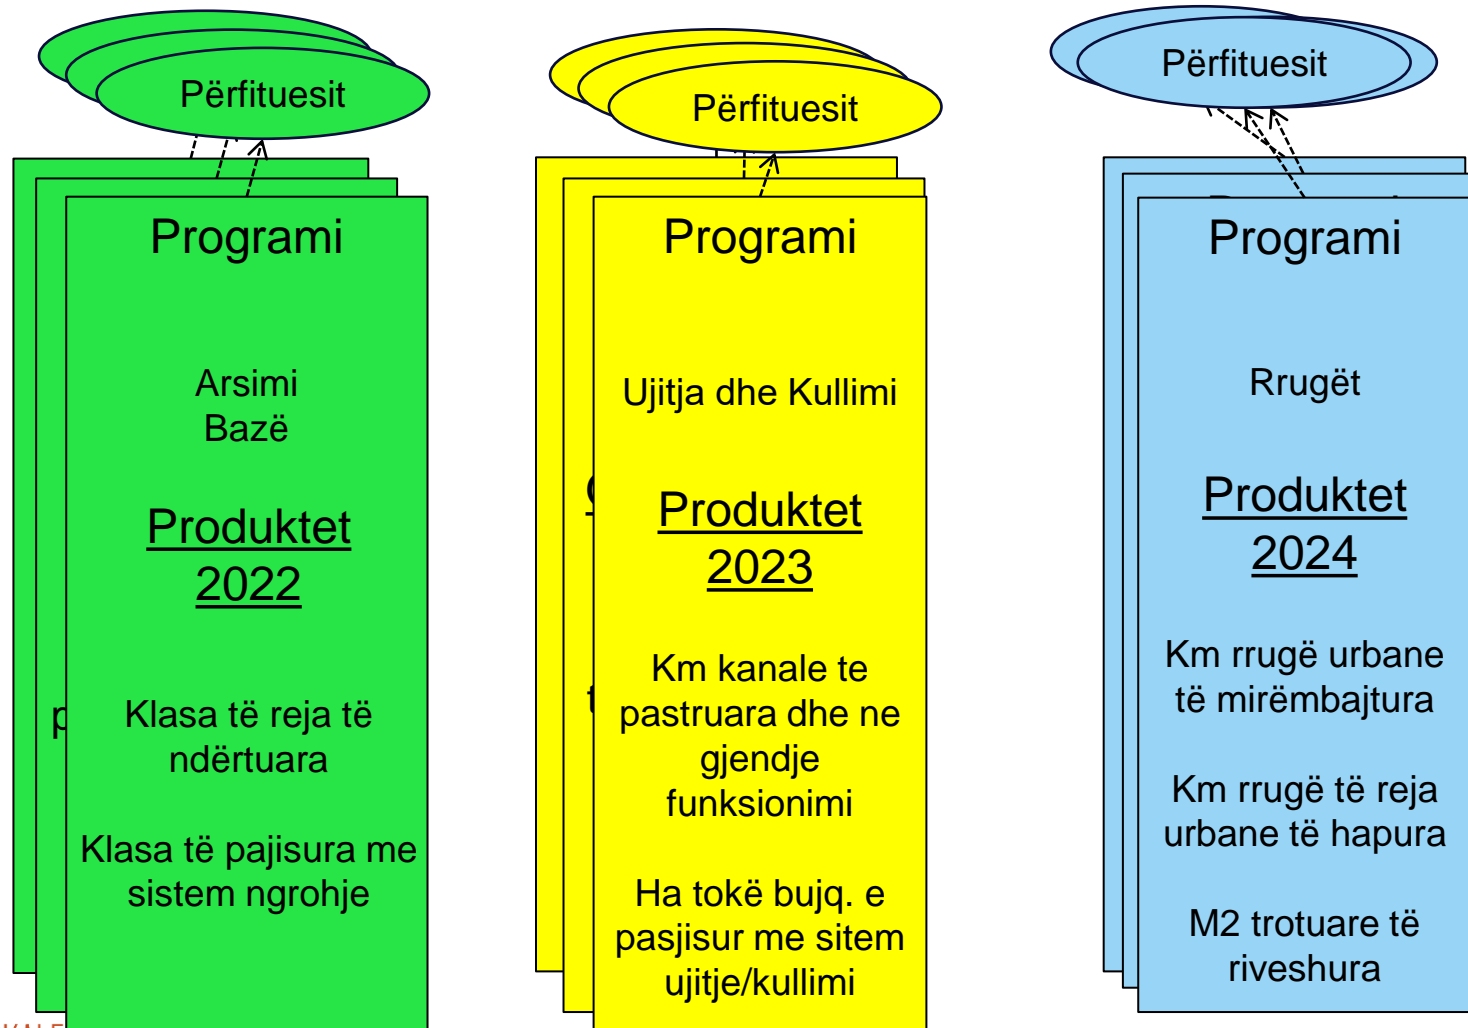 Përfituesit
Programi
Arsimi
Bazë
Produktet
2022
Klasa të reja të
ndërtuara
Klasa të pajisura me
sistem ngrohje
Përfituesit
Programi
Ujitja dhe Kullimi
Produktet
2023
Km kanale te
pastruara dhe ne
gjendje
funksionimi
Ha tokë bujq. e
pasjisur me sitem
ujitje/kullimi
Përfituesit
Programi
Rrugët
Produktet
2024
Km rrugë urbane
të mirëmbajtura
Km rrugë të reja
urbane të hapura
M2 trotuare të
riveshura